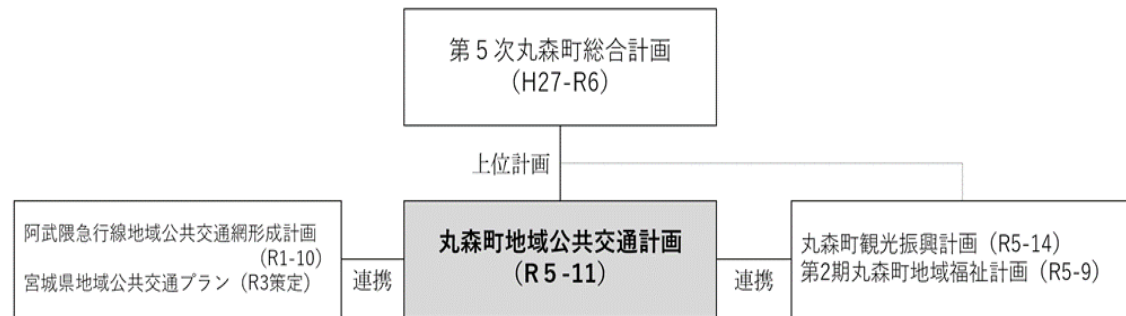 第5次丸森町総合計画
(H27-R6)
上位計画
阿武隈急行線地域公共交通網形成計画
(R1-10)
宮城県地域公共交通プラン（R3策定）
連携
丸森町地域公共交通計画
(R5-11)
連携
丸森町観光振興計画（R5-14）
第2期丸森町地域福祉計画（R5-9）